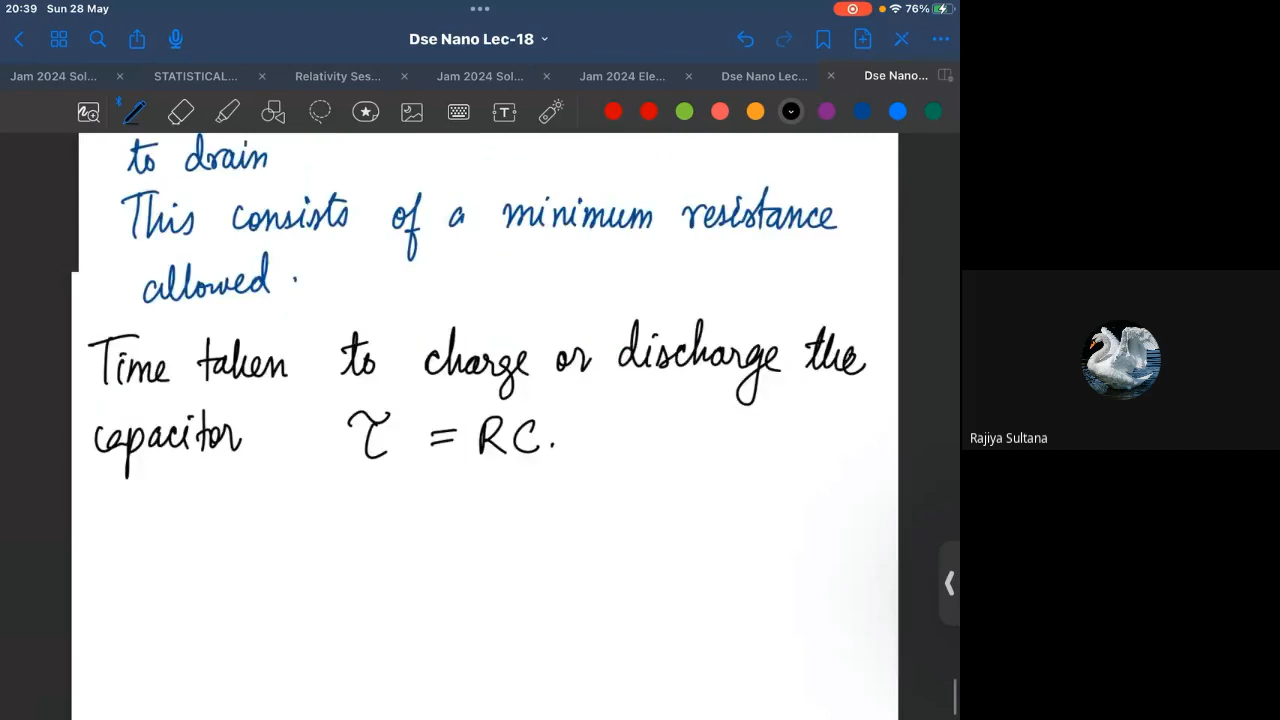 20:39 Sun 28 May
76%
Dse Nano Lec-18
Jam 2024 Sol...
STATISTICAL...
Relativity Ses...
Jam 2024 Sol...
Jam 2024 Ele...
Dse Nano Lec...
Dse Nano...
to drain
This consists of a minimum resistance
allowed.
Time taken to charge or discharge the
capacitor τ = RC.
Rajiya Sultana